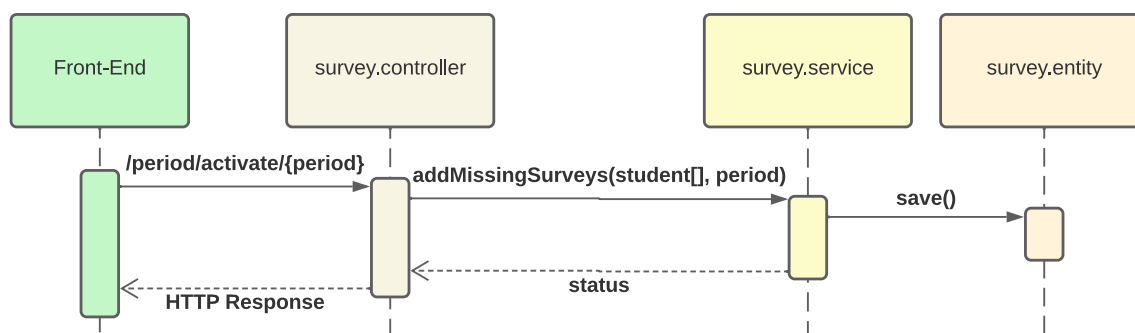 Front-End
survey.controller
survey.service
survey.entity
/period/activate/{period}
addMissingSurveys(student[], period)
save()
status
HTTP Response